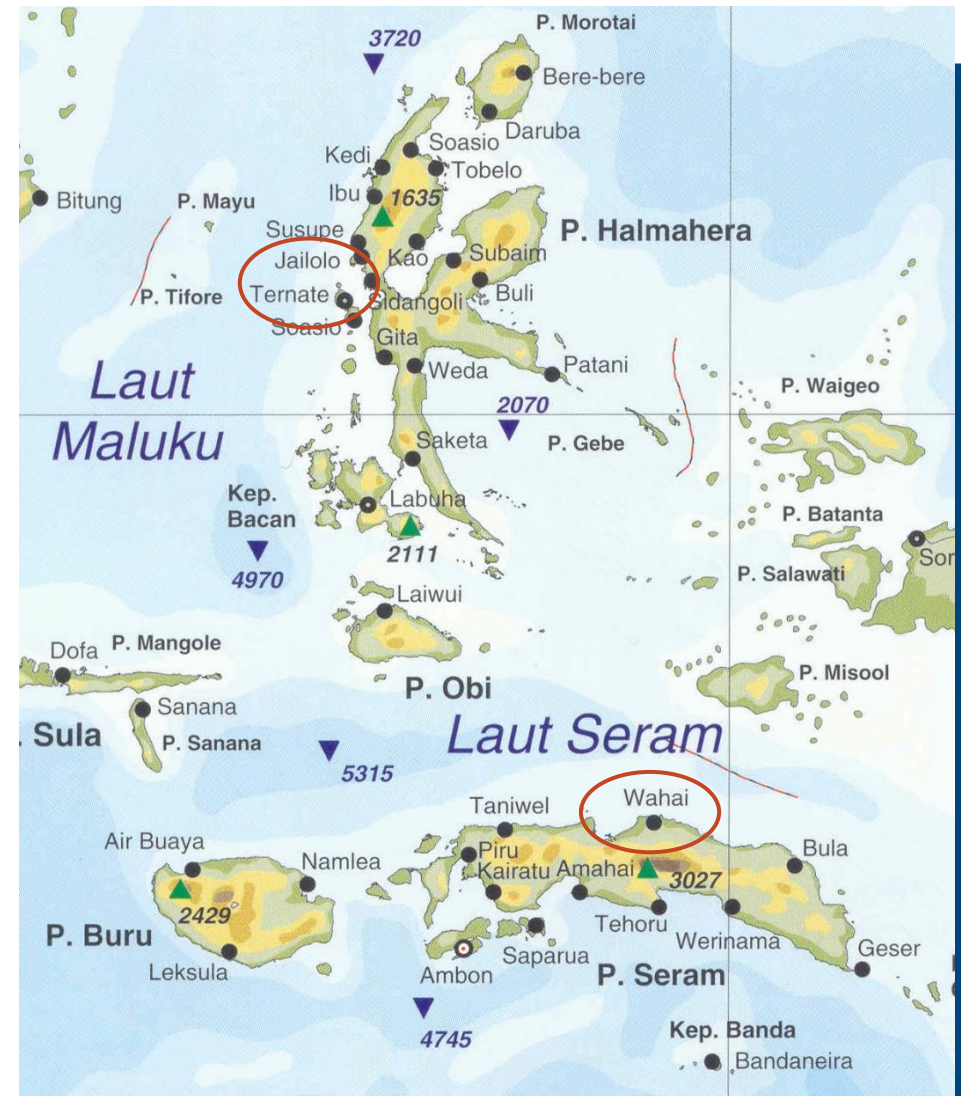 P. Morotai
3720
Bere-bere
Daruba
Soasio
Kedi
Tobelo
Ibu
1635
Bitung
P. Mayu
Susupe
P. Halmahera
Jailolo
Kao
Subaim
P. Tifore
Ternate
Sidangoli
Buli
Soasio
Gita
Weda
Patani
Laut
Maluku
2070
P. Gebe
P. Waigeo
Saketa
Kep.
Bacan
Labuha
2111
4970
P. Batanta
Sor
P. Salawati
Laiwui
Dofa
P. Mangole
P. Misool
P. Obi
Sanana
. Sula
P. Sanana
Laut Seram
5315
Taniwel
Wahai
Air Buaya
Namlea
Piru
Kairatu
Amahai
3027
Bula
2429
P. Buru
Leksula
Ambon
Saparua
Tehoru
Werinama
P. Seram
Geser
4745
Kep. Banda
Bandaneira